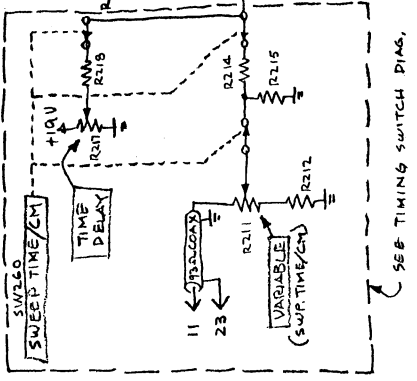 SW260
SWEEP TIME/CM
+19V
R217
R218
TIME
DELAY
R214
R215
R211
R212
93Ω COAX
11
23
VARIABLE
(SWP. TIME/CM)
SEE TIMING SWITCH DIAG.